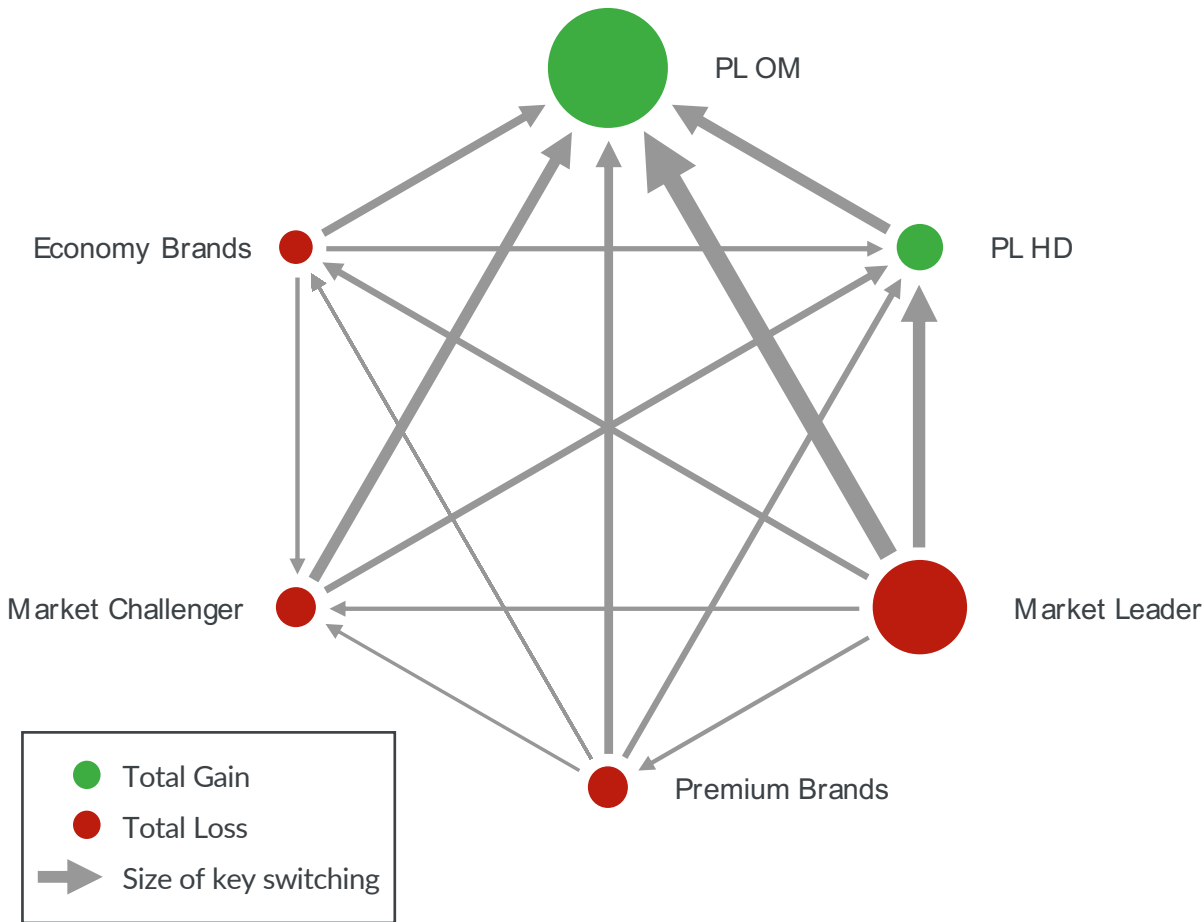 PL OM
Economy Brands
PL HD
Market Challenger
Market Leader
Premium Brands
Total Gain
Total Loss
Size of key switching